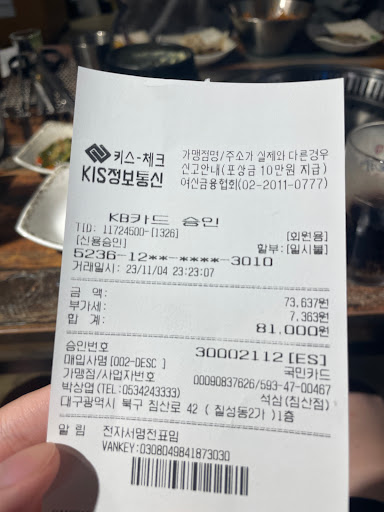 키스-체크
KIS정보통신
가맹점명/주소가 실제와 다른경우
신고안내(포상금 10만원 지급)
여신금융협회(02-2011-0777)
KB카드 승인
TID: 11724500-[1326] [회원용]
[신용승인] 할부:[일시불]
5236-12**-****-3010
거래일시: 23/11/04 23:23:07
금 액: 73,637원
부가세: 7,363원
합 계: 81,000원
승인번호 30002112[ES]
매입사명 [002-DESC ] 국민카드
가맹점/사업자번호 00090837626/593-47-00467
박상업(TEL:0534243333) 석심(침산점)
대구광역시 북구 침산로 42 ( 칠성동2가 )1층
알 림 전자서명전표임
VANKEY:0308049841873030